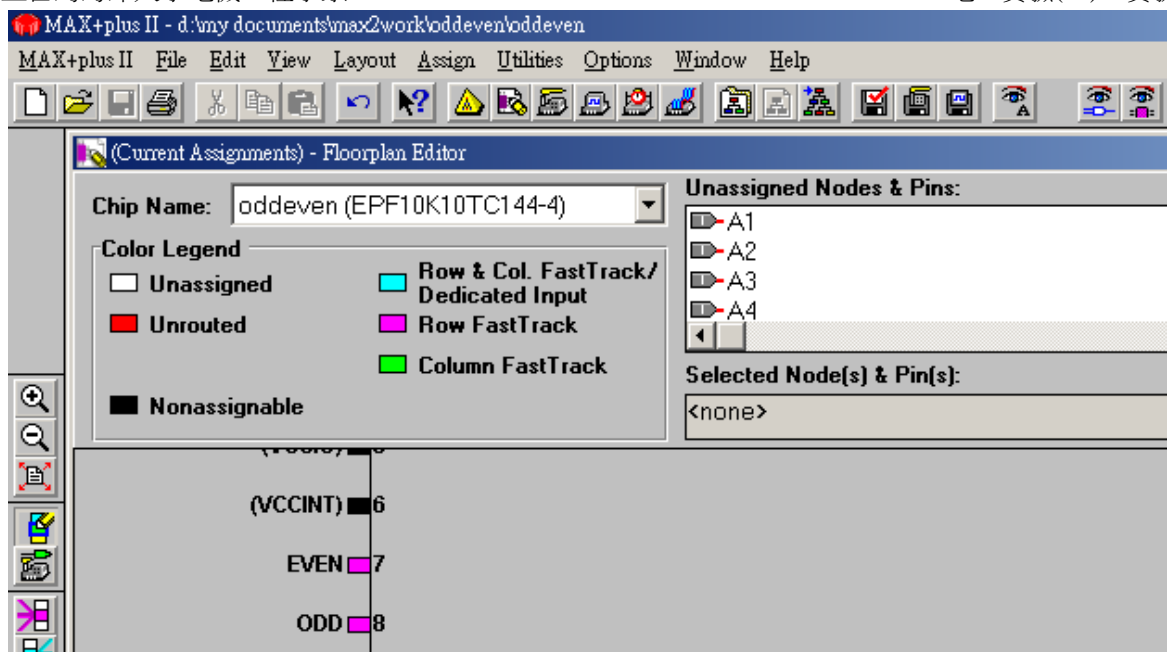 MAX+plus II - d:\my documents\max2work\oddeven\oddeven
MAX+plus II File Edit View Layout Assign Utilities Options Window Help
(Current Assignments) - Floorplan Editor
Chip Name: oddeven (EPF10K10TC144-4)
Color Legend
Unassigned
Unrouted
Nonassignable
Row & Col. FastTrack/
Dedicated Input
Row FastTrack
Column FastTrack
Unassigned Nodes & Pins:
A1
A2
A3
A4
Selected Node(s) & Pin(s):
<none>
(VCCINT) 6
EVEN 7
ODD 8